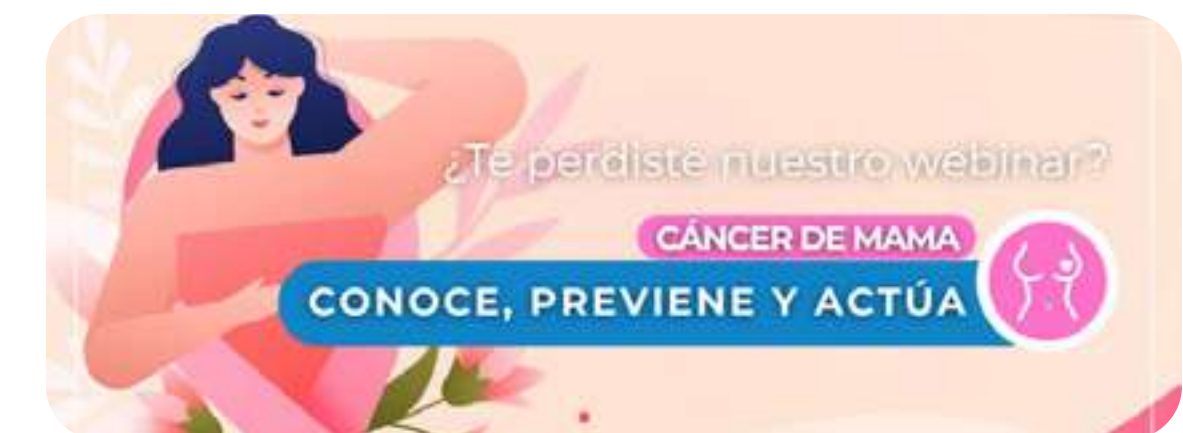 ¿Te perdiste nuestro webinar?
CÁNCER DE MAMA
CONOCE, PREVIENE Y ACTÚA